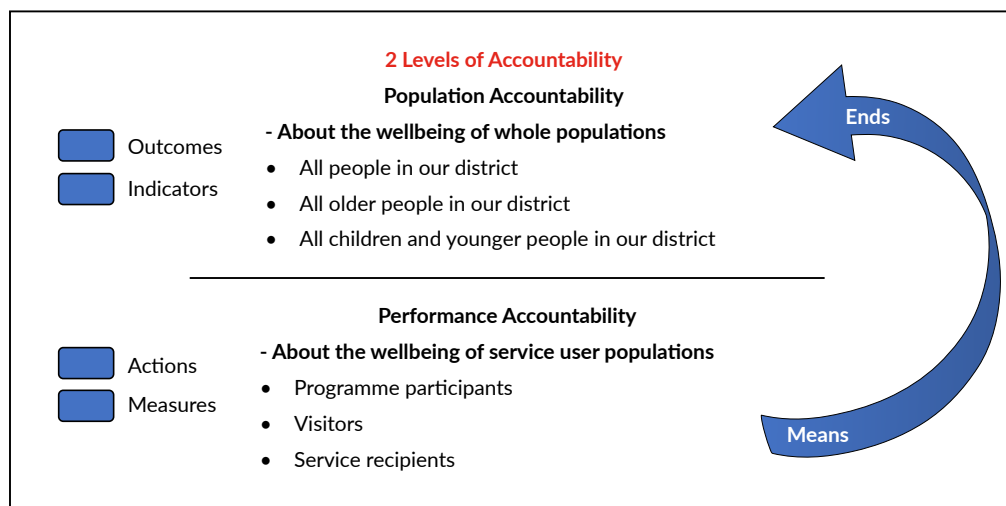 2 Levels of Accountability
Population Accountability
- About the wellbeing of whole populations
Outcomes
Indicators
• All people in our district
• All older people in our district
• All children and younger people in our district
Ends
Performance Accountability
- About the wellbeing of service user populations
Actions
Measures
• Programme participants
• Visitors
• Service recipients
Means